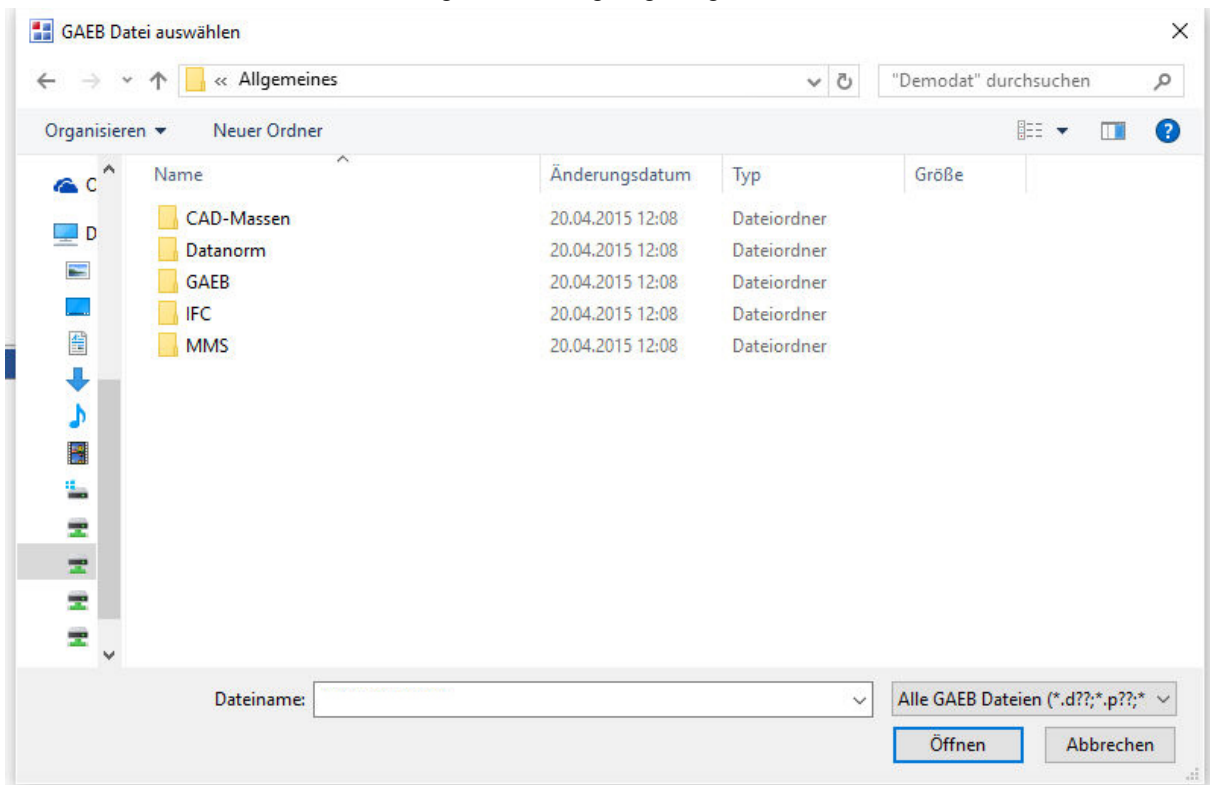 GAEB Datei auswählen
« Allgemeines
"Demodat" durchsuchen
Organisieren
Neuer Ordner
Name Änderungsdatum Typ Größe
CAD-Massen 20.04.2015 12:08 Dateiordner
Datanorm 20.04.2015 12:08 Dateiordner
GAEB 20.04.2015 12:08 Dateiordner
IFC 20.04.2015 12:08 Dateiordner
MMS 20.04.2015 12:08 Dateiordner
D
Dateiname:
Alle GAEB Dateien (*.d??;*.p??;*
Öffnen Abbrechen